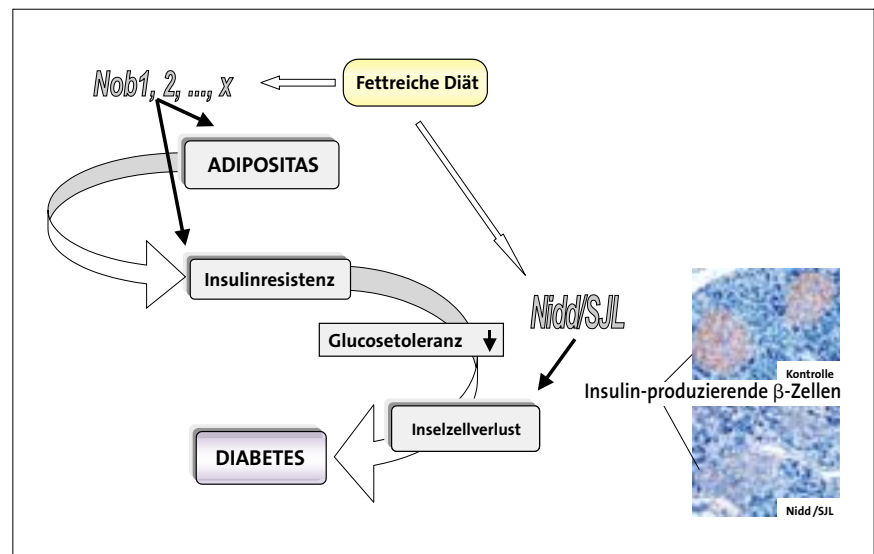 Nob1, 2, ..., x
Fettreiche Diät
ADIPOSITAS
Insulinresistenz
Nidd/SJL
Glucosetoleranz
Kontrolle
Insulin-produzierende β-Zellen
Inselzellverlust
DIABETES
Nidd/SJL